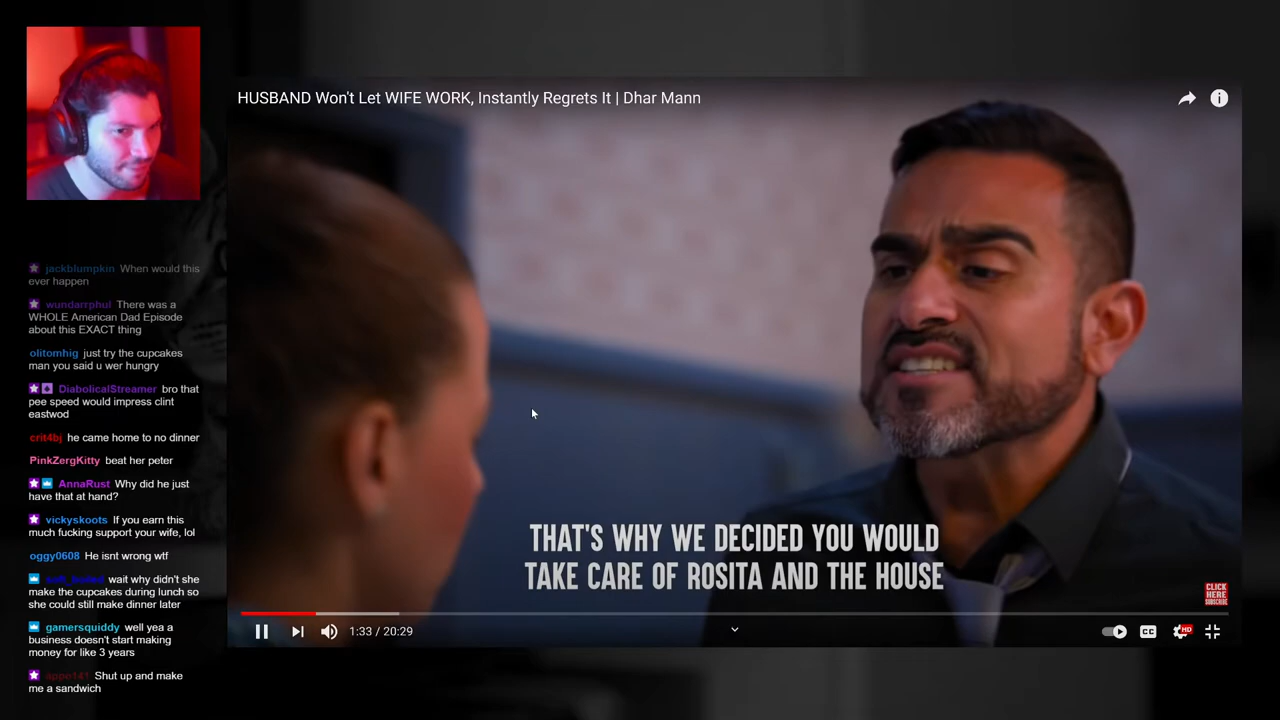 HUSBAND Won't Let WIFE WORK, Instantly Regrets It | Dhar Mann
jackblumpkin When would this
ever happen
wundarrphul There was a
WHOLE American Dad Episode
about this EXACT thing
olitomhig just try the cupcakes
man you said u wer hungry
DiabolicalStreamer bro that
pee speed would impress clint
eastwod
crit4bj he came home to no dinner
PinkZergKitty beat her peter
AnnaRust Why did he just
have that at hand?
vickyskoots If you earn this
much fucking support your wife, lol
oggy0608 He isnt wrong wtf
wait why didn't she
make the cupcakes during lunch so
she could still make dinner later
gamersquiddy well yea a
business doesn't start making
money for like 3 years
appo141 Shut up and make
me a sandwich
THAT'S WHY WE DECIDED YOU WOULD
TAKE CARE OF ROSITA AND THE HOUSE
CLICK
HERE
SUBSCRIBE
1:33 / 20:29
CC
HD